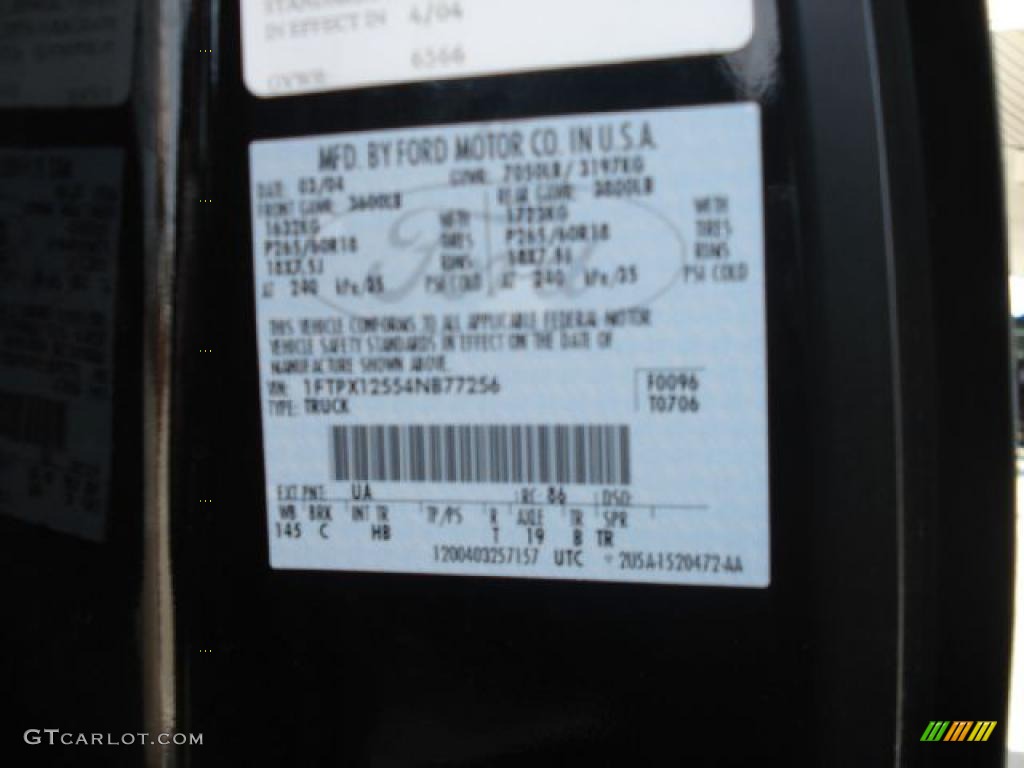 IN EFFECT IN 4/04
GVWR 6566
MFD. BY FORD MOTOR CO. IN U.S.A.
DATE: 03/04 GVWR: 7050LB/ 3197KG
FRONT GAWR: 3600LB REAR GAWR: 3800LB
1632KG WITH 1723KG WITH
P265/60R18 TIRES P265/60R18 TIRES
18X7.5J RIMS 18X7.5J RIMS
AT 240 kPa/35 PSI COLD AT 240 kPa/35 PSI COLD
THIS VEHICLE CONFORMS TO ALL APPLICABLE FEDERAL MOTOR
VEHICLE SAFETY STANDARDS IN EFFECT ON THE DATE OF
MANUFACTURE SHOWN ABOVE.
VIN: 1FTPX12554NB77256 F0096
TYPE: TRUCK T0706
EXT PNT: UA RC: 86 DSO:
WB BRK INT TR TP/PS R AXLE TR SPR
145 C HB T 19 B TR
1200403257157 UTC 2U5A-1520472-AA
GTCARLOT.COM